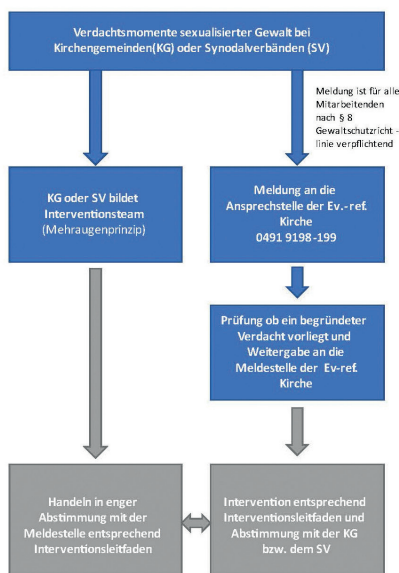 Verdachtsmomente sexualisierter Gewalt bei
Kirchengemeinden(KG) oder Synodalverbänden (SV)
Meldung ist für alle
Mitarbeitenden
nach § 8
Gewaltschutzricht -
linie verpflichtend
KG oder SV bildet
Interventionsteam
(Mehraugenprinzip)
Meldung an die
Ansprechstelle der Ev.-ref.
Kirche
0491 9198-199
Prüfung ob ein begründeter
Verdacht vorliegt und
Weitergabe an die
Meldestelle der Ev-ref.
Kirche
Handeln in enger
Abstimmung mit der
Meldestelle entsprechend
Interventionsleitfaden
Intervention entsprechend
Interventionsleitfaden und
Abstimmung mit der KG
bzw. dem SV